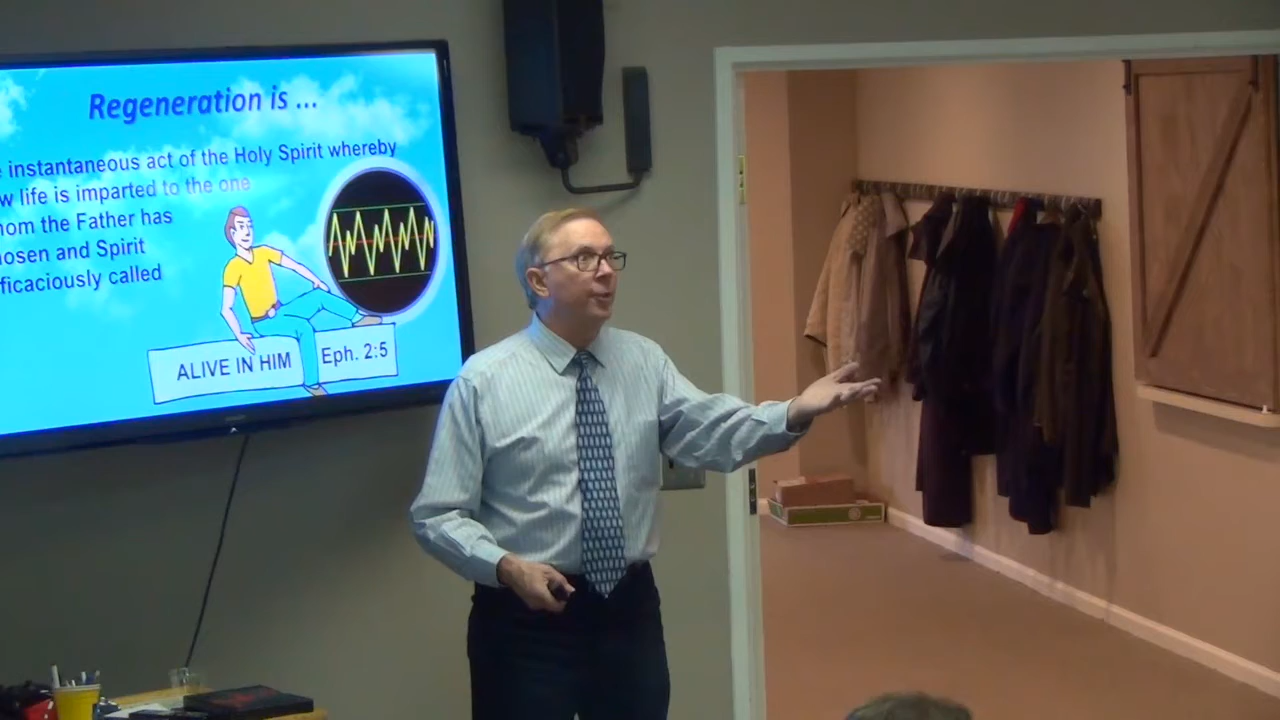 Regeneration is ...
instantaneous act of the Holy Spirit whereby
life is imparted to the one
the Father has
and Spirit
called
ALIVE IN HIM
Eph. 2:5